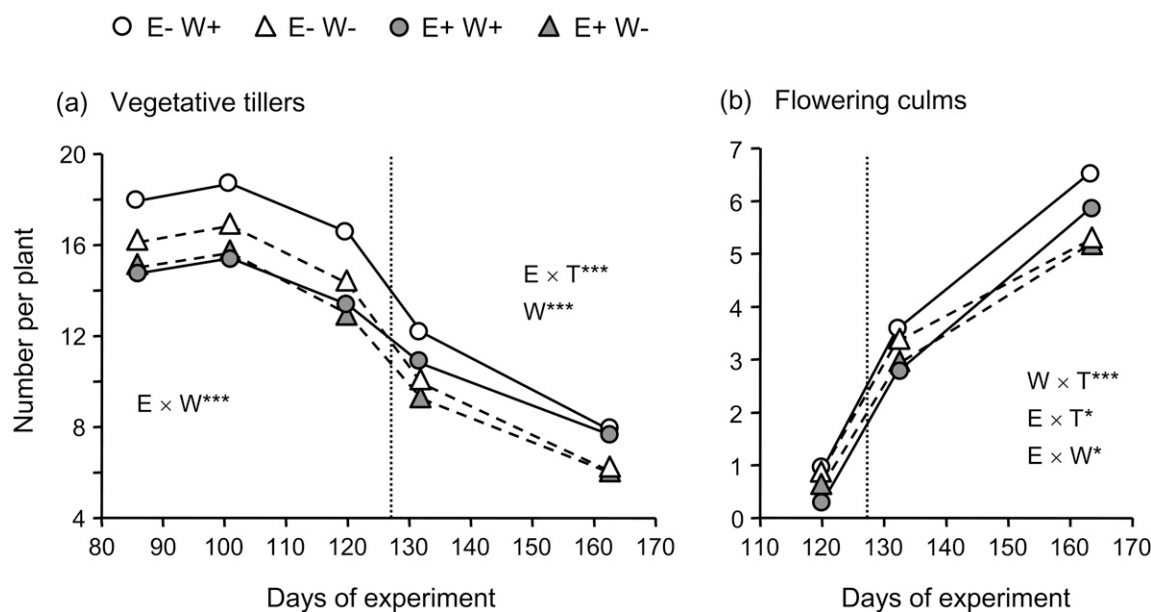 E- W+ E- W- E+ W+ E+ W-
(a) Vegetative tillers
Number per plant
20
16
12
8
4
E × T***
W***
E × W***
80 90 100 110 120 130 140 150 160 170
Days of experiment
(b) Flowering culms
7
6
5
4
3
2
1
0
W × T***
E × T*
E × W*
110 120 130 140 150 160 170
Days of experiment